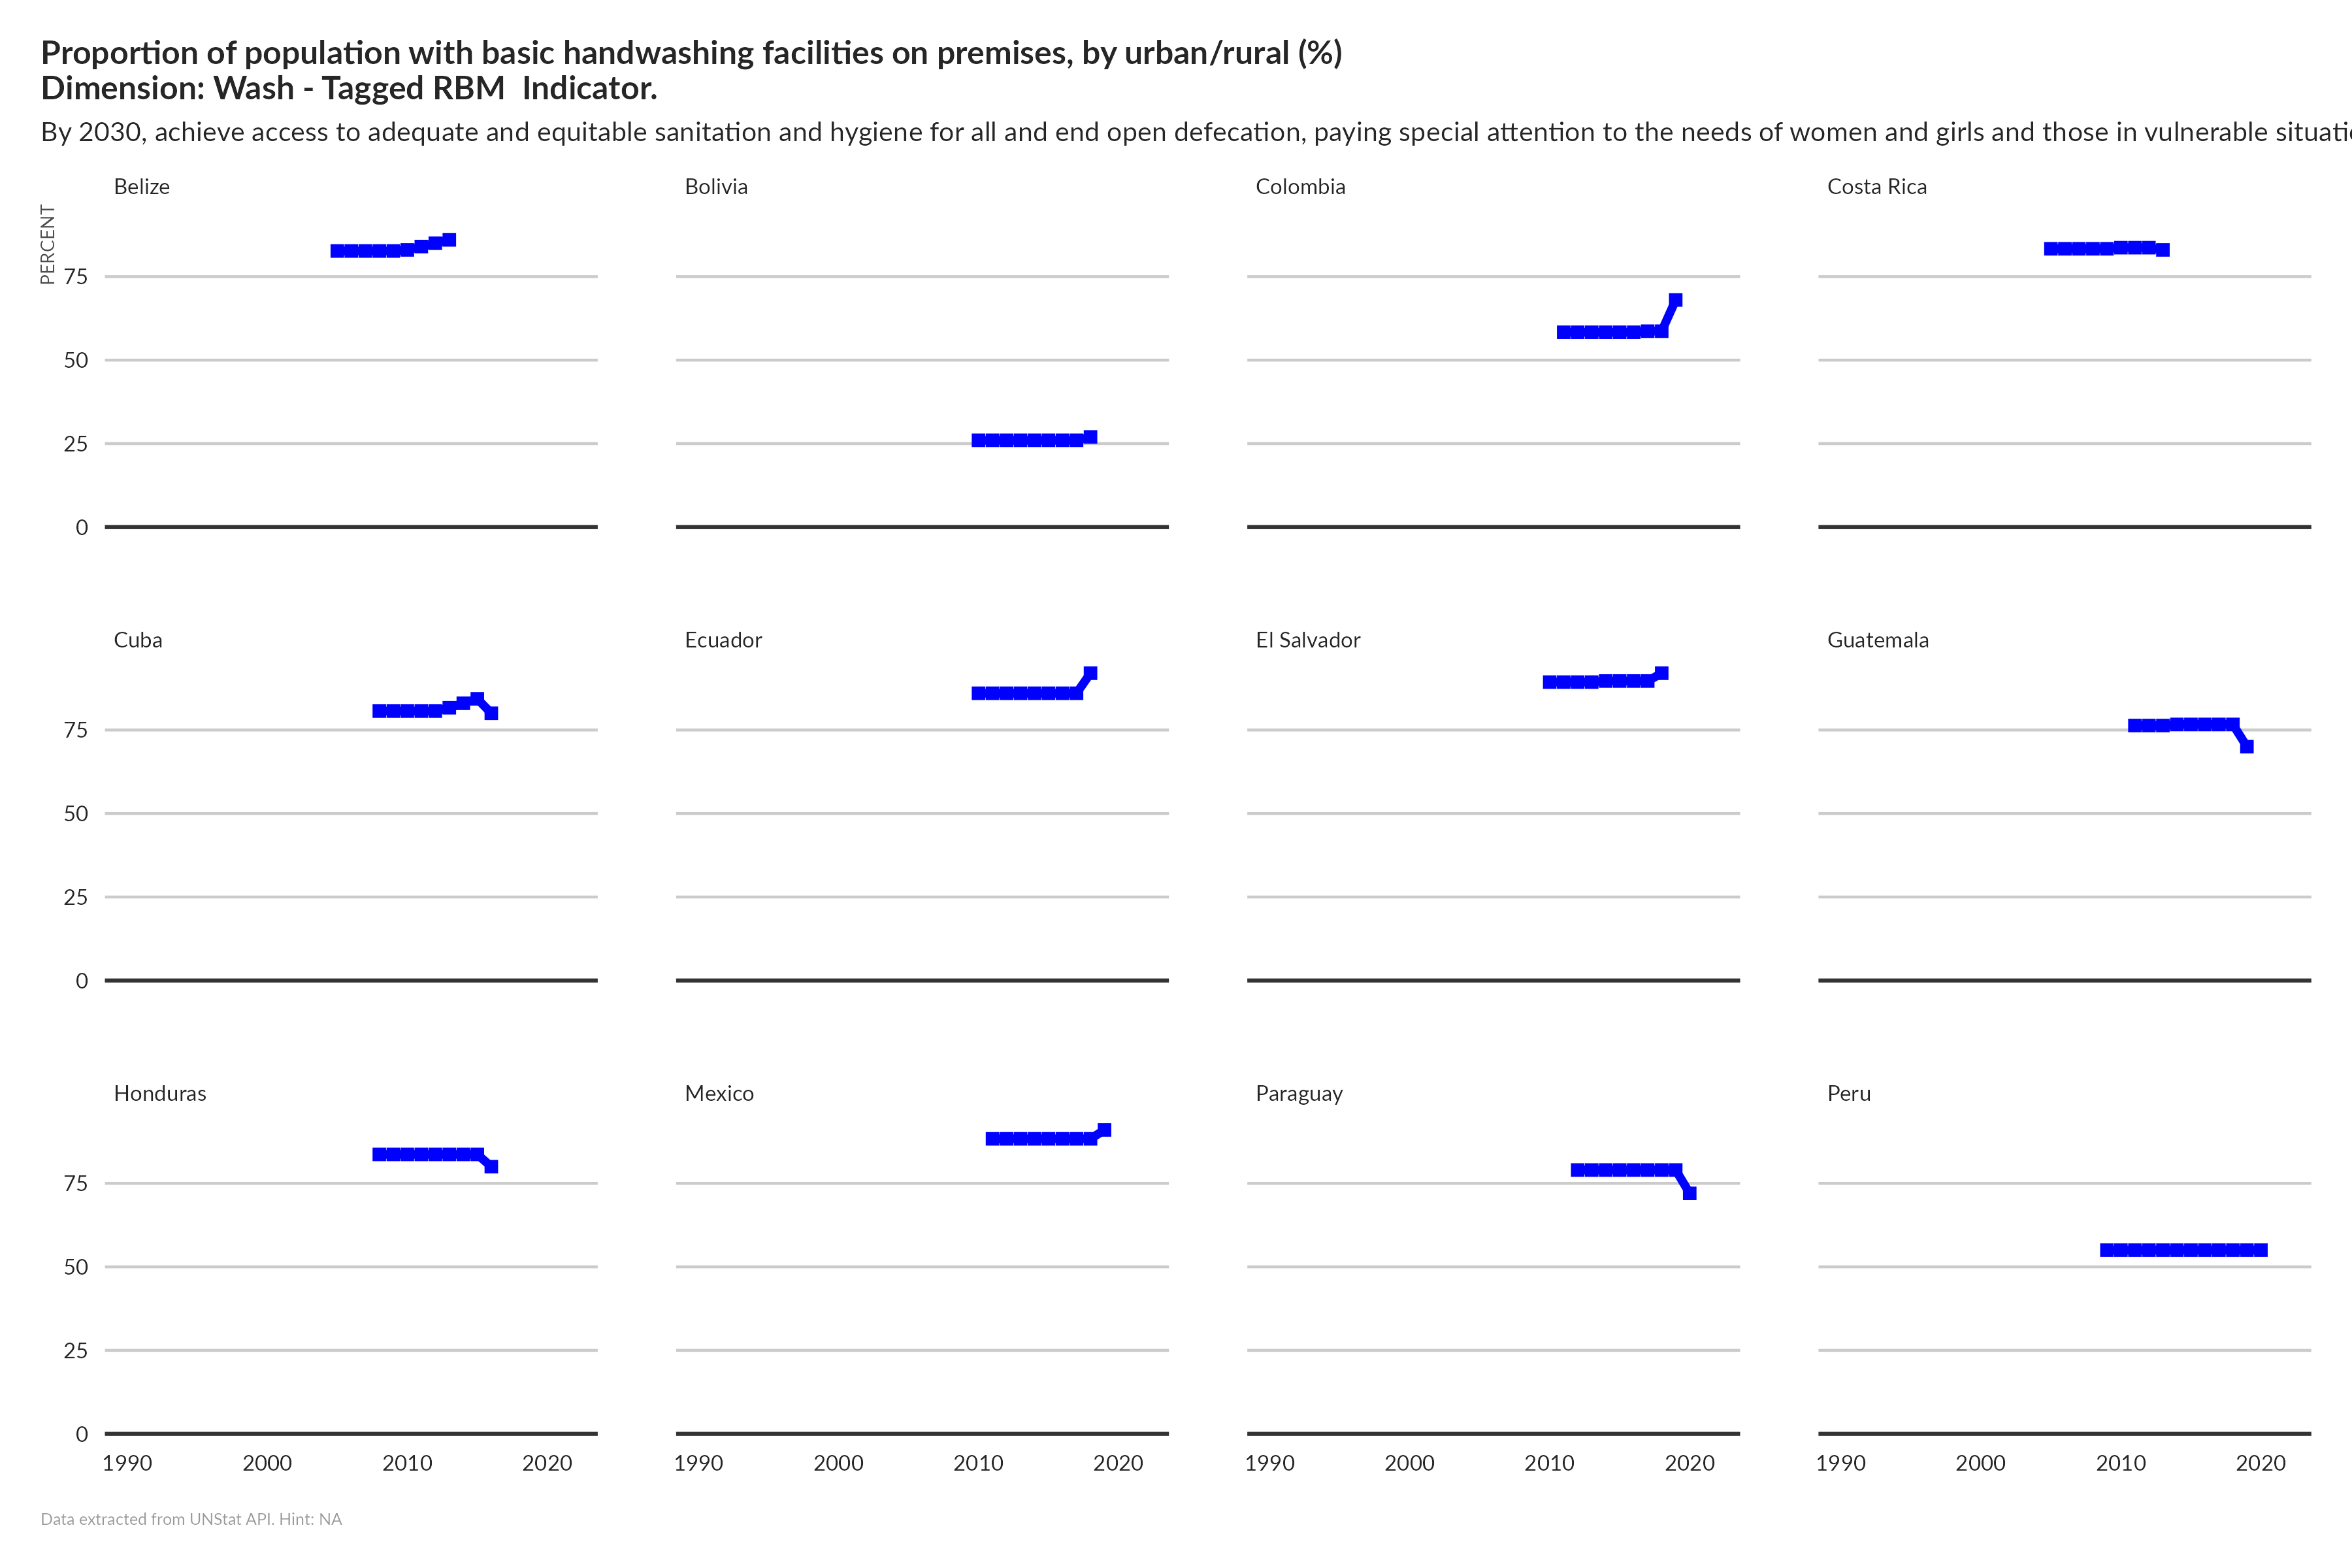 Proportion of population with basic handwashing facilities on premises, by urban/rural (%)
Dimension: Wash - Tagged RBM  Indicator.
By 2030, achieve access to adequate and equitable sanitation and hygiene for all and end open defecation, paying special attention to the needs of women and girls and those in vulnerable
Belize Bolivia Colombia Costa Rica
PERCENT
75
50
25
0
Cuba Ecuador El Salvador Guatemala
75
50
25
0
Honduras Mexico Paraguay Peru
75
50
25
0
1990 2000 2010 2020 1990 2000 2010 2020 1990 2000 2010 2020 1990 2000 2010 2020
Data extracted from UNStat API. Hint: NA